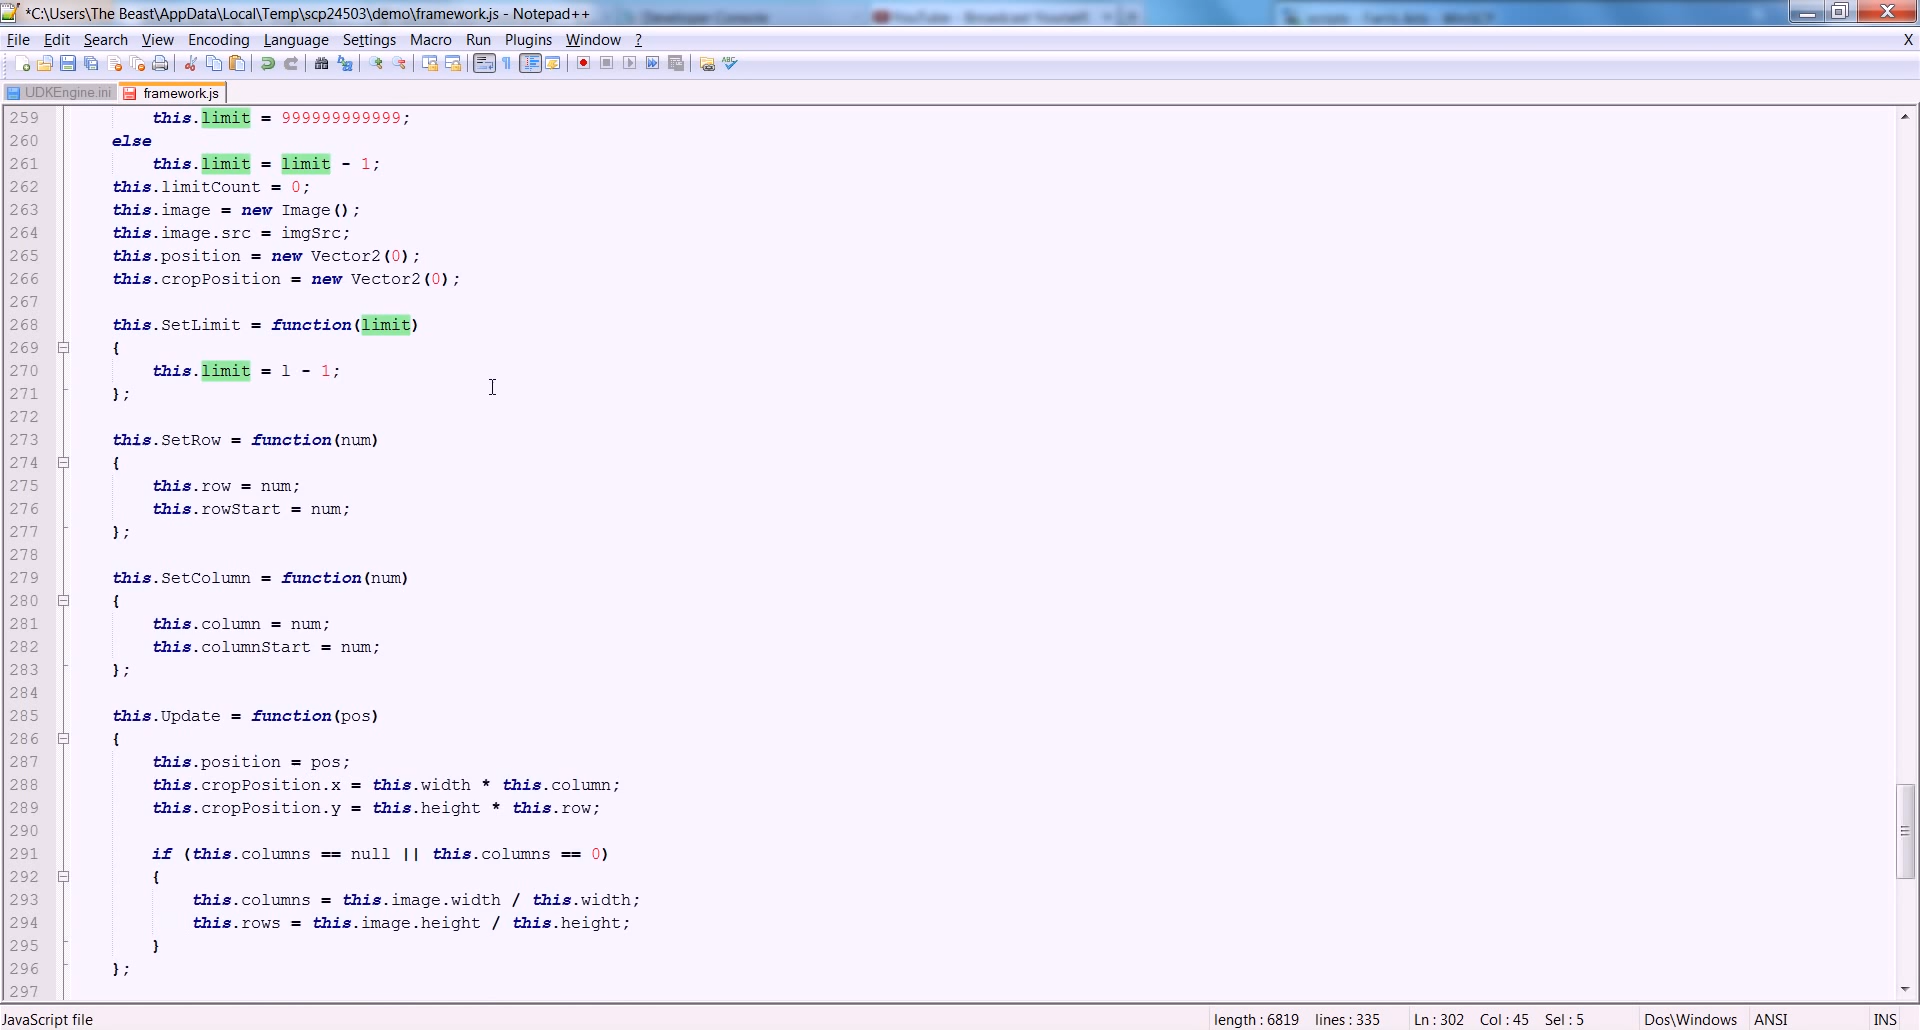 *C:\Users\The Beast\AppData\Local\Temp\scp24503\demo\framework.js - Notepad++
File Edit Search View Encoding Language Settings Macro Run Plugins Window ? X
UDKEngine.ini framework.js
259 this.limit = 999999999999;
260 else
261 this.limit = limit - 1;
262 this.limitCount = 0;
263 this.image = new Image();
264 this.image.src = imgSrc;
265 this.position = new Vector2(0);
266 this.cropPosition = new Vector2(0);
267
268 this.SetLimit = function(limit)
269 {
270 this.limit = l - 1;
271 };
272
273 this.SetRow = function(num)
274 {
275 this.row = num;
276 this.rowStart = num;
277 };
278
279 this.SetColumn = function(num)
280 {
281 this.column = num;
282 this.columnStart = num;
283 };
284
285 this.Update = function(pos)
286 {
287 this.position = pos;
288 this.cropPosition.x = this.width * this.column;
289 this.cropPosition.y = this.height * this.row;
290
291 if (this.columns == null || this.columns == 0)
292 {
293 this.columns = this.image.width / this.width;
294 this.rows = this.image.height / this.height;
295 }
296 };
297
JavaScript file length : 6819 lines : 335 Ln : 302 Col : 45 Sel : 5 Dos\Windows ANSI INS